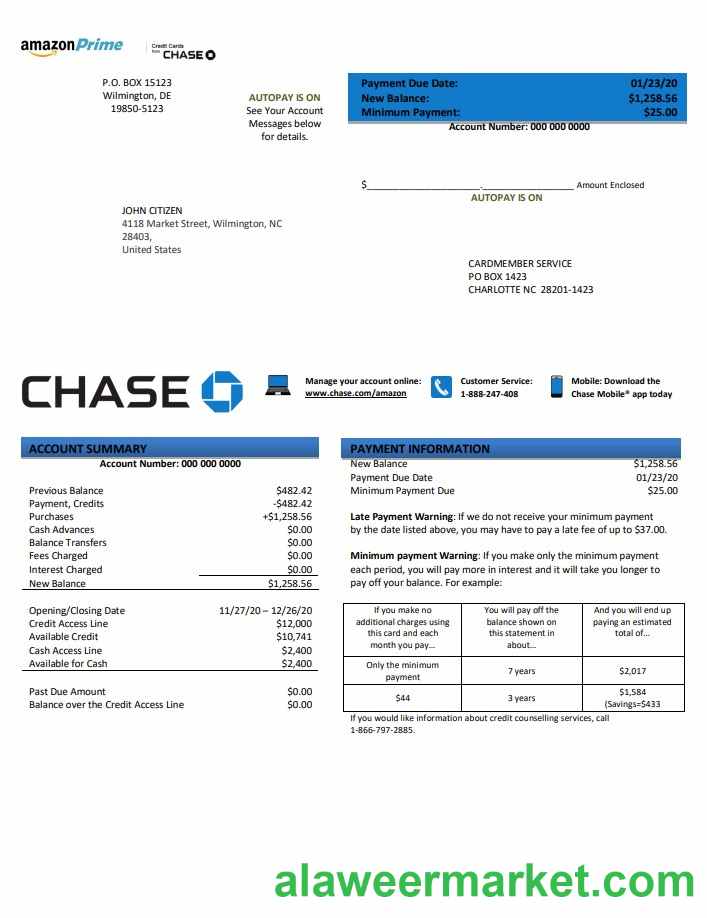 amazonPrime
Credit Cards
from CHASE
P.O. BOX 15123
Wilmington, DE
19850-5123
AUTOPAY IS ON
See Your Account
Messages below
for details.
Payment Due Date: 01/23/20
New Balance: $1,258.56
Minimum Payment: $25.00
Account Number: 000 000 0000
$_____________________._________________ Amount Enclosed
AUTOPAY IS ON
JOHN CITIZEN
4118 Market Street, Wilmington, NC
28403,
United States
CARDMEMBER SERVICE
PO BOX 1423
CHARLOTTE NC 28201-1423
CHASE
Manage your account online:
www.chase.com/amazon
Customer Service:
1-888-247-408
Mobile: Download the
Chase Mobile® app today
ACCOUNT SUMMARY
Account Number: 000 000 0000
Previous Balance $482.42
Payment, Credits -$482.42
Purchases +$1,258.56
Cash Advances $0.00
Balance Transfers $0.00
Fees Charged $0.00
Interest Charged $0.00
New Balance $1,258.56
Opening/Closing Date 11/27/20 – 12/26/20
Credit Access Line $12,000
Available Credit $10,741
Cash Access Line $2,400
Available for Cash $2,400
Past Due Amount $0.00
Balance over the Credit Access Line $0.00
PAYMENT INFORMATION
New Balance $1,258.56
Payment Due Date 01/23/20
Minimum Payment Due $25.00
Late Payment Warning: If we do not receive your minimum payment
by the date listed above, you may have to pay a late fee of up to $37.00.
Minimum payment Warning: If you make only the minimum payment
each period, you will pay more in interest and it will take you longer to
pay off your balance. For example:
If you make no
additional charges using
this card and each
month you pay…
You will pay off the
balance shown on
this statement in
about…
And you will end up
paying an estimated
total of…
Only the minimum
payment
7 years
$2,017
$44
3 years
$1,584
(Savings=$433
If you would like information about credit counselling services, call
1-866-797-2885.
alaweermarket.com